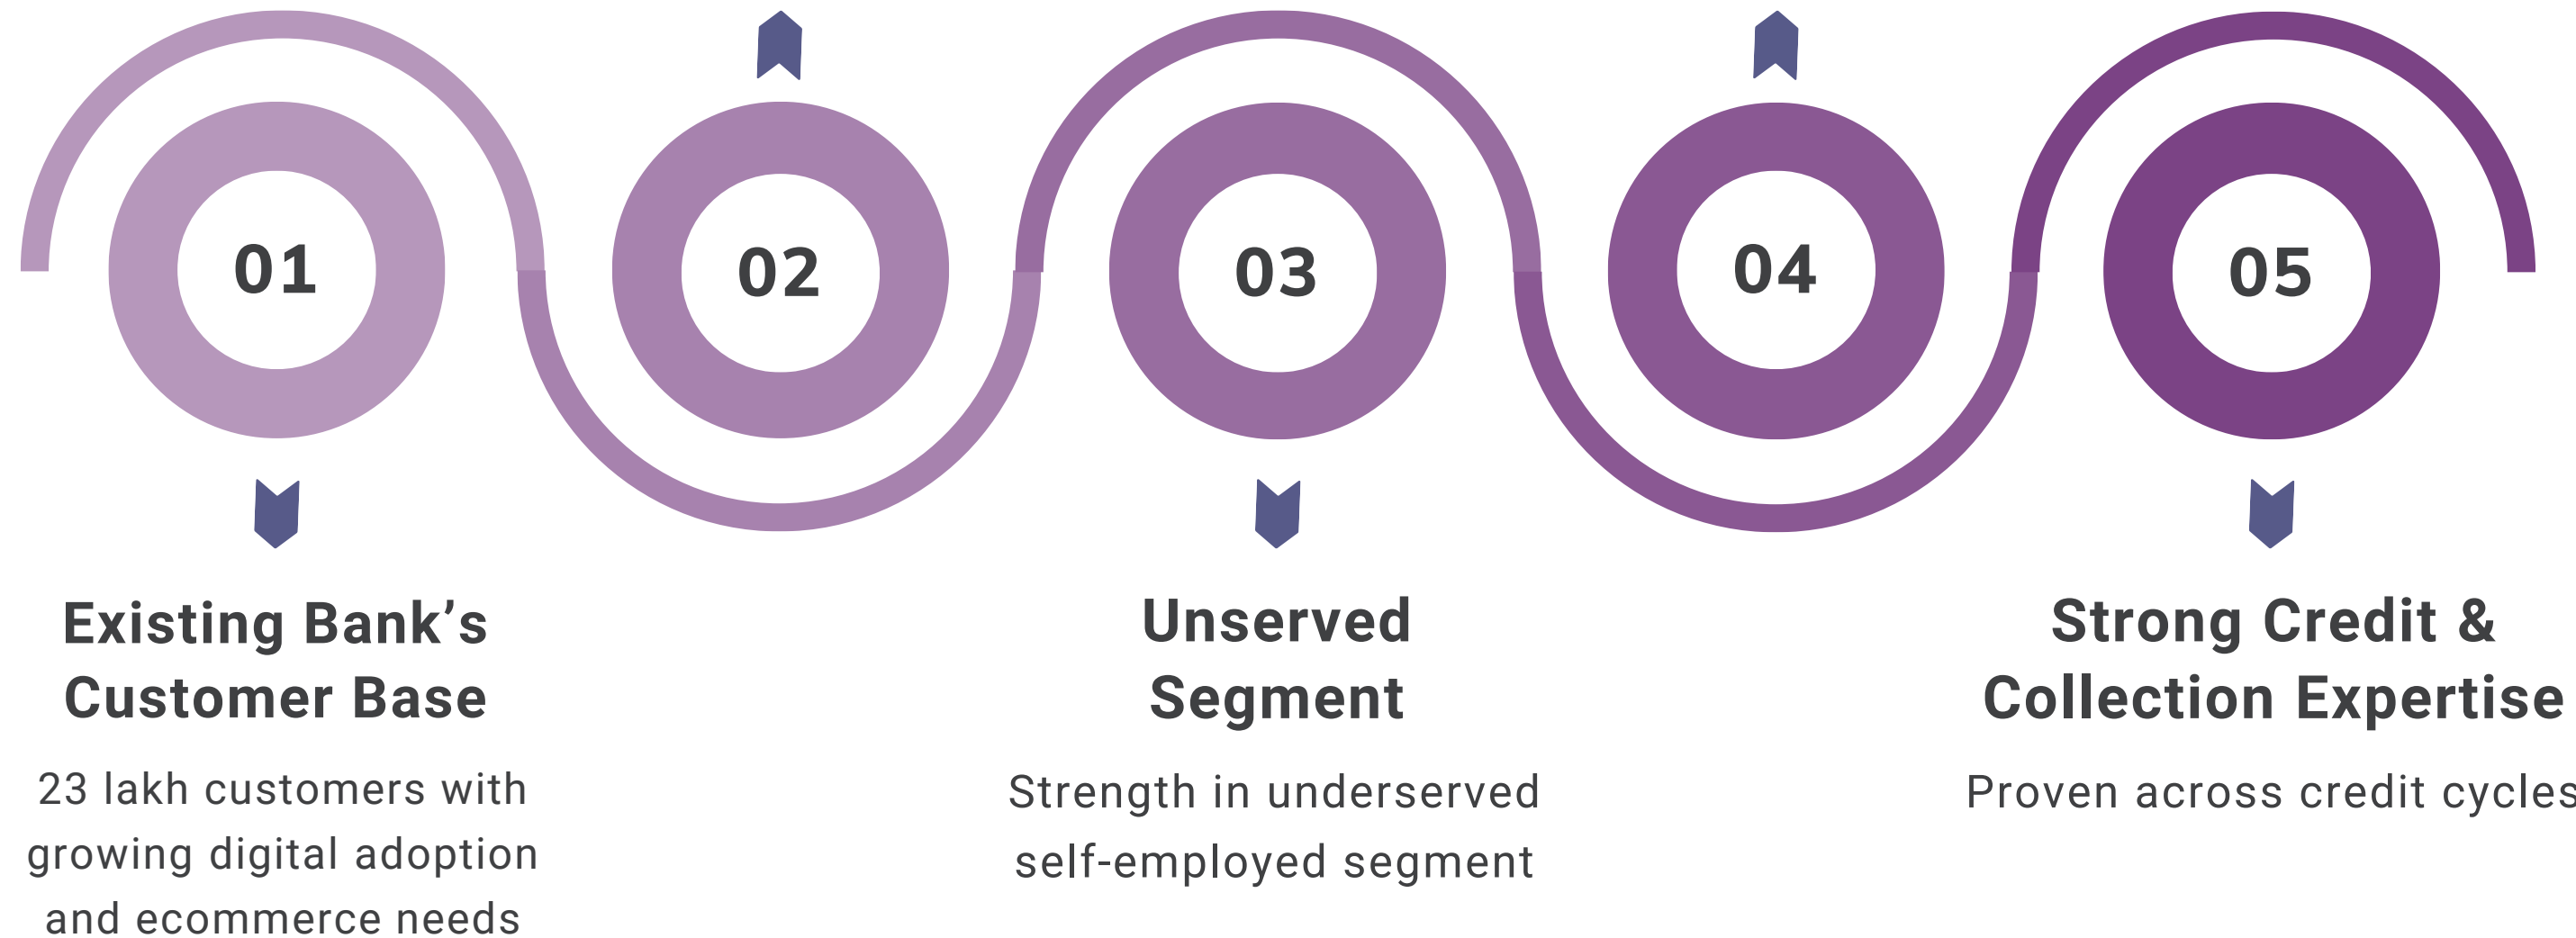 01
02
03
04
05
Existing Bank’s
Customer Base
23 lakh customers with
growing digital adoption
and ecommerce needs
Unserved
Segment
Strength in underserved
self-employed segment
Strong Credit &
Collection Expertise
Proven across credit cycles